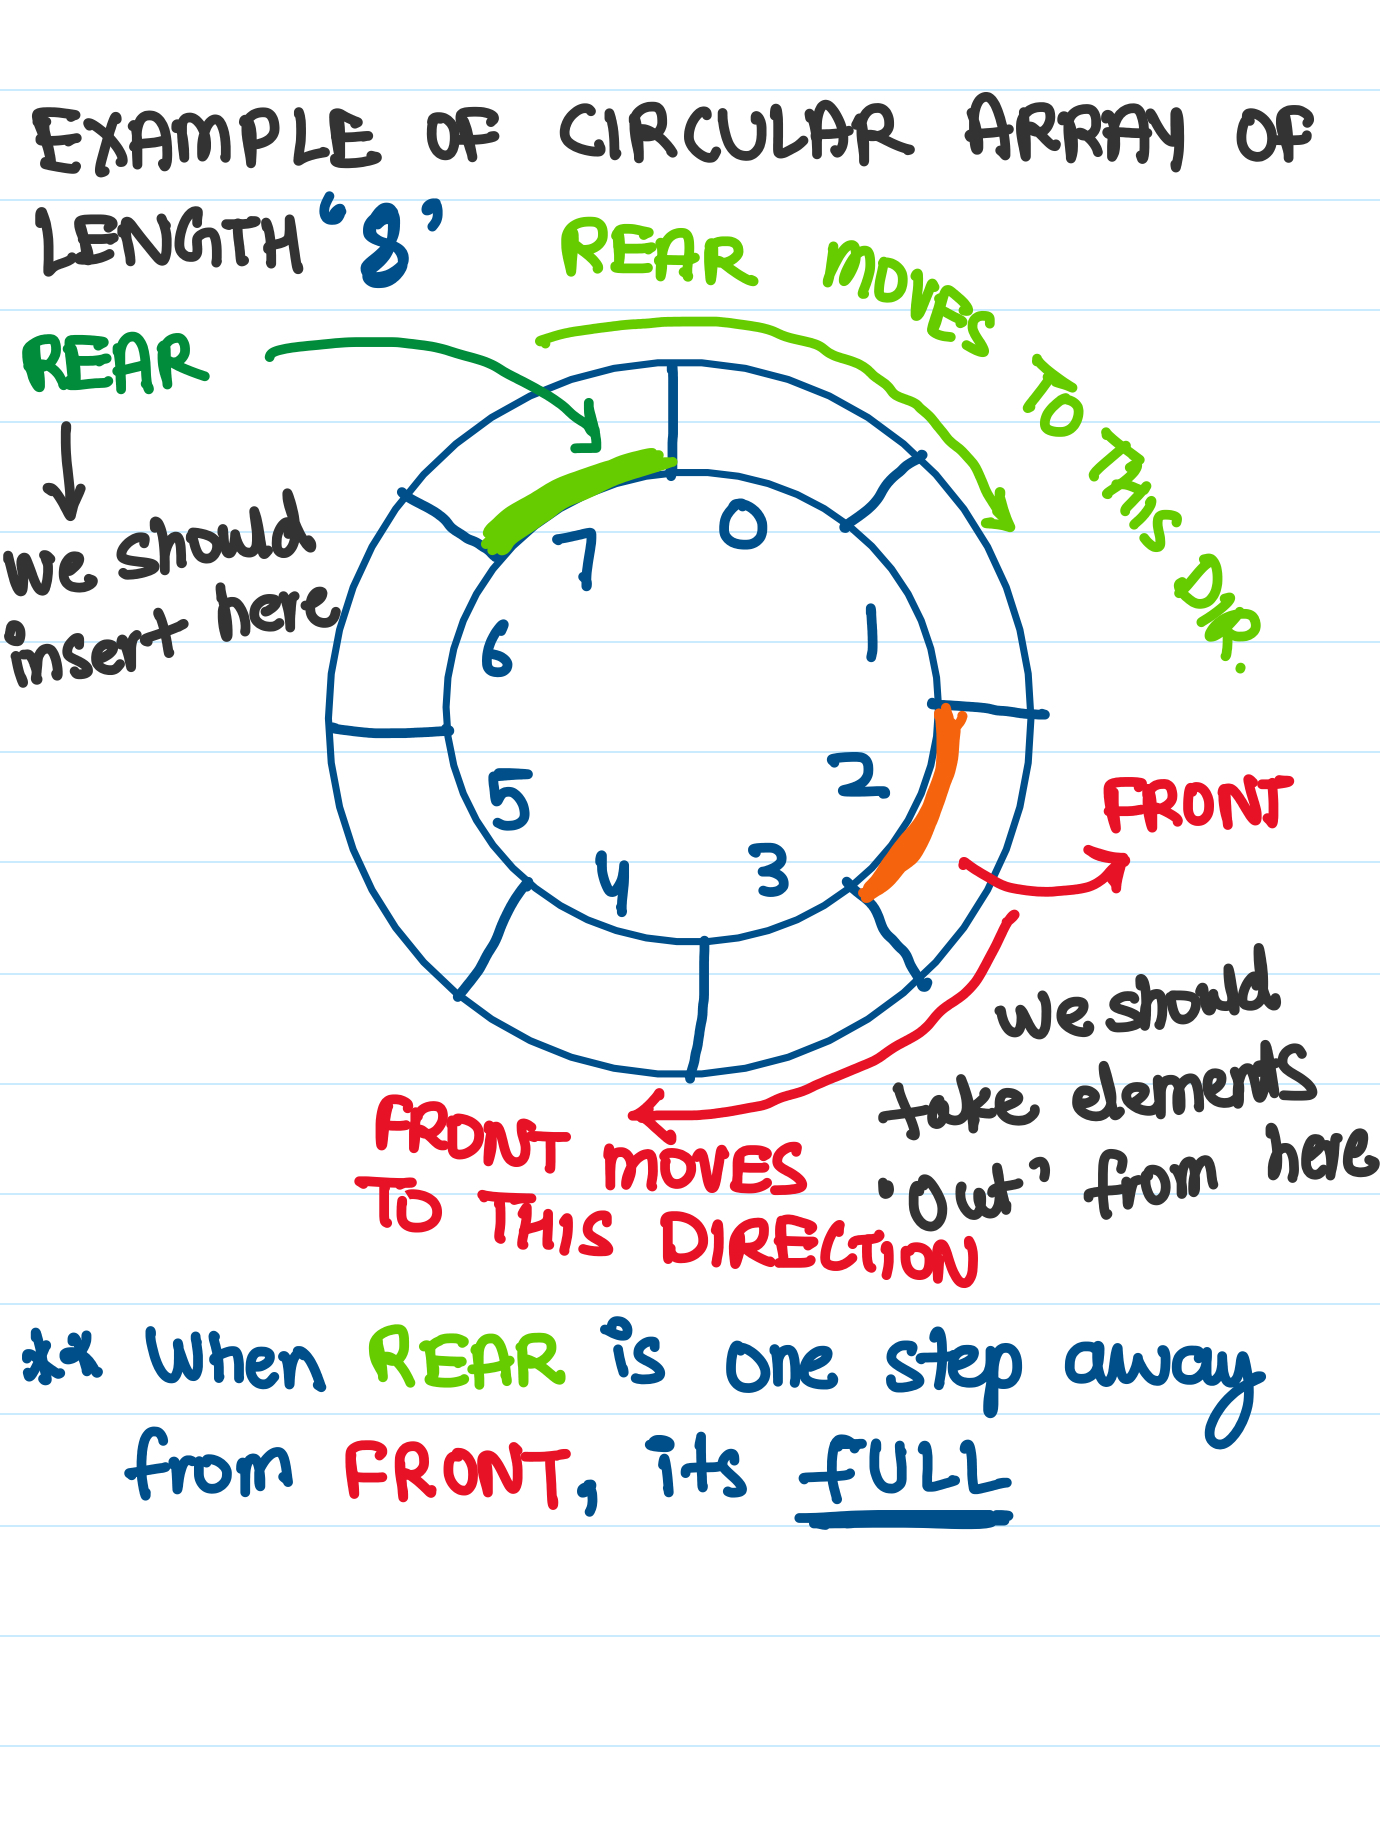 EXAMPLE OF CIRCULAR ARRAY OF
LENGTH "8"
REAR MOVES TO THIS DIR.
REAR
we should
insert here
0
1
2
3
4
5
6
7
FRONT
we should
take elements
"out" from here
FRONT MOVES
TO THIS DIRECTION
** When REAR is one step away
from FRONT, its FULL